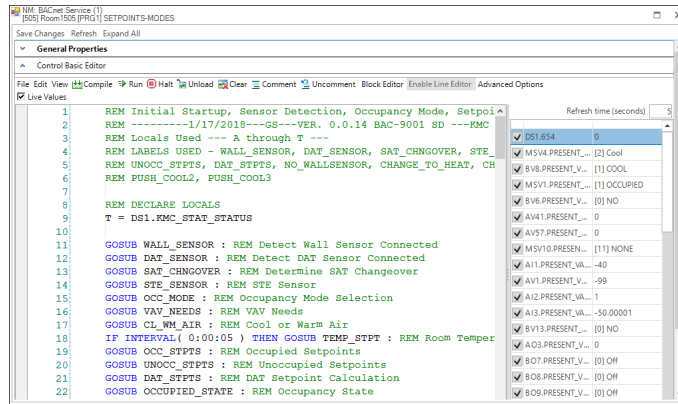 NM: BACnet Service (1)
[505] Room1505 [PRG1] SETPOINTS-MODES
Save Changes Refresh Expand All
General Properties
Control Basic Editor
File Edit View Compile Run Halt Unload Clear Comment Uncomment Block Editor Enable Line Editor Advanced Options
Live Values
Refresh time (seconds) 5
1 REM Initial Startup, Sensor Detection, Occupancy Mode, Setpoi
2 REM ---------1/17/2018---GS---VER. 0.0.14 BAC-9001 SD ---KMC
3 REM Locals Used --- A through T ---
4 REM LABELS USED - WALL_SENSOR, DAT_SENSOR, SAT_CHNGOVER, STE_
5 REM UNOCC_STPTS, DAT_STPTS, NO_WALLSENSOR, CHANGE_TO_HEAT, CH
6 REM PUSH_COOL2, PUSH_COOL3
7
8 REM DECLARE LOCALS
9 T = DS1.KMC_STAT_STATUS
10
11 GOSUB WALL_SENSOR : REM Detect Wall Sensor Connected
12 GOSUB DAT_SENSOR : REM Detect DAT Sensor Connected
13 GOSUB SAT_CHNGOVER : REM Determine SAT Changeover
14 GOSUB STE_SENSOR : REM STE Sensor
15 GOSUB OCC_MODE : REM Occupancy Mode Selection
16 GOSUB VAV_NEEDS : REM VAV Needs
17 GOSUB CL_WM_AIR : REM Cool or Warm Air
18 IF INTERVAL( 0:00:05 ) THEN GOSUB TEMP_STPT : REM Room Temper
19 GOSUB OCC_STPTS : REM Occupied Setpoints
20 GOSUB UNOCC_STPTS : REM Unoccupied Setpoints
21 GOSUB DAT_STPTS : REM DAT Setpoint Calculation
22 GOSUB OCCUPIED_STATE : REM Occupancy State
DS1.654 0
MSV4.PRESENT_... [2] Cool
BV8.PRESENT_V... [1] COOL
MSV1.PRESENT_... [1] OCCUPIED
BV6.PRESENT_V... [0] NO
AV41.PRESENT_... 0
AV57.PRESENT_... 0
MSV10.PRESEN... [11] NONE
AI1.PRESENT_VA... -40
AV1.PRESENT_V... -99
AI2.PRESENT_VA... 1
AI3.PRESENT_VA... -50.00001
BV13.PRESENT_... [0] NO
AO3.PRESENT_V... 0
BO7.PRESENT_V... [0] Off
BO8.PRESENT_V... [0] Off
BO9.PRESENT_V... [0] Off